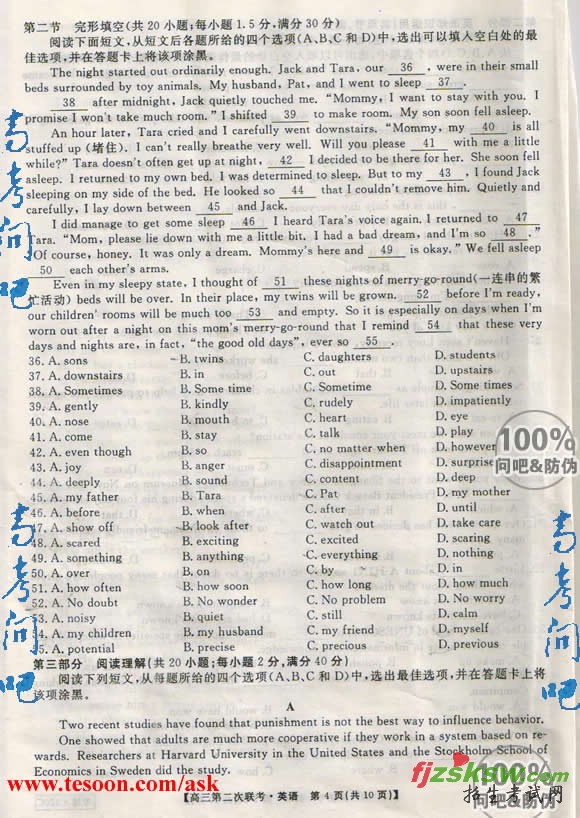 第二节　完形填空(共 20 小题;每小题 1.5 分,满分 30 分)
阅读下面短文,从短文后各题所给的四个选项(A、B、C 和 D)中,选出可以填入空白处的最
佳选项,并在答题卡上将该项涂黑。
The night started out ordinarily enough. Jack and Tara, our 36 , were in their small
beds surrounded by toy animals. My husband, Pat, and I went to sleep 37 .
38 after midnight, Jack quietly touched me. “Mommy, I want to stay with you. I
promise I won't take much room.” I shifted 39 to make room. My son soon fell asleep.
An hour later, Tara cried and I carefully went downstairs. “Mommy, my 40 is all
stuffed up (堵住). I can't really breathe very well. Will you please 41 with me a little
while?” Tara doesn't often get up at night, 42 I decided to be there for her. She soon fell
asleep. I returned to my own bed. I was determined to sleep. But to my 43 , I found Jack
sleeping on my side of the bed. He looked so 44 that I couldn't remove him. Quietly and
carefully, I lay down between 45 and Jack.
I did manage to get some sleep 46 I heard Tara's voice again. I returned to 47
Tara. “Mom, please lie down with me a little bit. I had a bad dream, and I'm so 48 .”
“Of course, honey. It was only a dream. Mommy's here and 49 is okay.” We fell asleep
50 each other's arms.
Even in my sleepy state, I thought of 51 these nights of merry-go-round(一连串的繁
忙活动) beds will be over. In their place, my twins will be grown. 52 before I'm ready,
our children' rooms will be much too 53 and empty. So it is especially on days when I'm
worn out after a night on this mom's merry-go-round that I remind 54 that these very
days and nights are, in fact, “the good old days”, ever so 55 .
36. A. sons B. twins C. daughters D. students
37. A. downstairs B. in C. out D. upstairs
38. A. Sometimes B. Some time C. Sometime D. Some times
39. A. gently B. kindly C. rudely D. impatiently
40. A. nose B. mouth C. heart D. eye
41. A. come B. stay C. talk D. play
42. A. even though B. so C. no matter when D. however
43. A. joy B. anger C. disappointment D. surprise
44. A. deeply B. sound C. content D. deep
45. A. my father B. Tara C. Pat D. my mother
46. A. before B. when C. after D. until
47. A. show off B. look after C. watch out D. take care
48. A. scared B. exciting C. excited D. scaring
49. A. something B. anything C. everything D. nothing
50. A. over B. on C. by D. in
51. A. how often B. how soon C. how long D. how much
52. A. No doubt B. No wonder C. No problem D. No worry
53. A. noisy B. quiet C. still D. calm
54. A. my children B. my husband C. my friend D. myself
55. A. potential B. precise C. precious D. previous
第三部分　阅读理解(共 20 小题;每小题 2 分,满分 40 分)
阅读下列短文,从每题所给的四个选项(A、B、C 和 D)中,选出最佳选项,并在答题卡上将
该项涂黑。
A
Two recent studies have found that punishment is not the best way to influence behavior.
One showed that adults are much more cooperative if they work in a system based on re-
wards. Researchers at Harvard University in the United States and the Stockholm School of
Economics in Sweden did the study.
【高三第二次联考·英语　第 4 页(共 10 页)】
高考问吧
高考问吧
100%
问吧&防伪
100%
问吧&防伪
http://www.tesoon.com/ask
fjzsksw.com
招生考试网